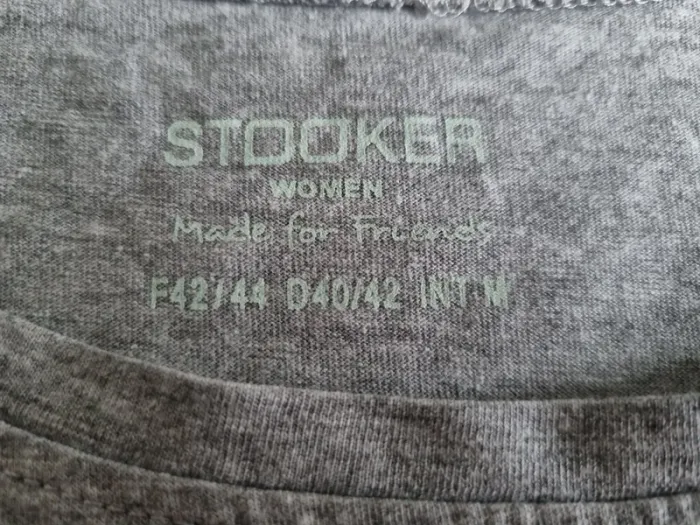 STOOKER
WOMEN
Made for Friends
F42/44 D40/42 INT M